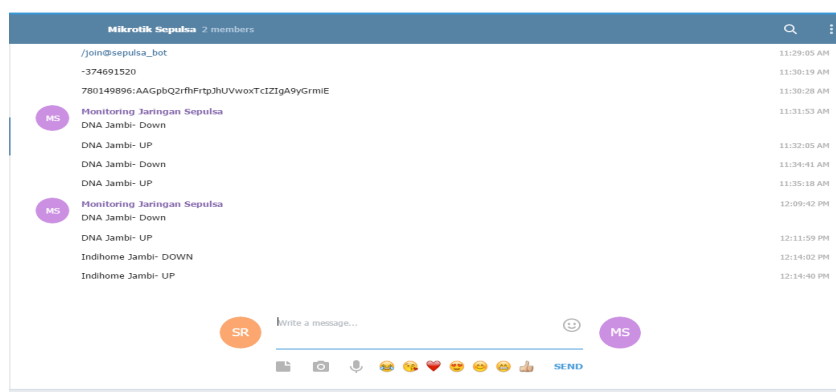 Mikrotik Sepulsa 2 members
/join@sepulsa_bot 11:29:05 AM
-374691520 11:30:19 AM
780149896:AAGpbQ2rfhFrtpJhUVwoxTcIZIgA9yGrmiE 11:30:28 AM
MS Monitoring Jaringan Sepulsa 11:31:53 AM
DNA Jambi- Down
DNA Jambi- UP 11:32:05 AM
DNA Jambi- Down 11:34:41 AM
DNA Jambi- UP 11:35:18 AM
MS Monitoring Jaringan Sepulsa 12:09:42 PM
DNA Jambi- Down
DNA Jambi- UP 12:11:59 PM
Indihome Jambi- DOWN 12:14:02 PM
Indihome Jambi- UP 12:14:40 PM
SR Write a message... MS
SEND